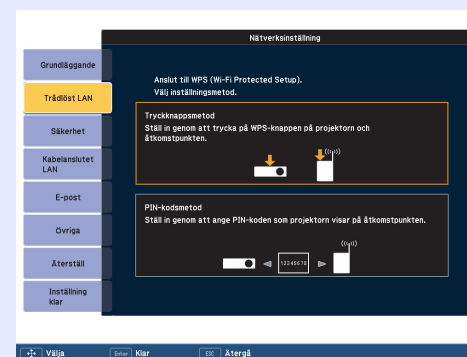 Nätverksinställning
Grundläggande
Trådlöst LAN
Säkerhet
Kabelanslutet
LAN
E-post
Övriga
Återställ
Inställning
klar
Anslut till WPS (Wi-Fi Protected Setup).
Välj inställningsmetod.
Tryckknappsmetod
Ställ in genom att trycka på WPS-knappen på projektorn och
åtkomstpunkten.
PIN-kodsmetod
Ställ in genom att ange PIN-koden som projektorn visar på åtkomstpunkten.
12345678
Välja
Enter Klar
ESC Återgå